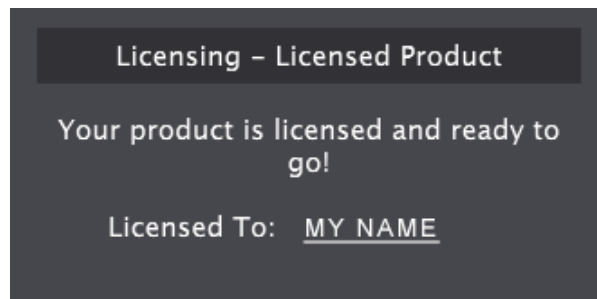 Licensing – Licensed Product
Your product is licensed and ready to
go!
Licensed To: MY NAME